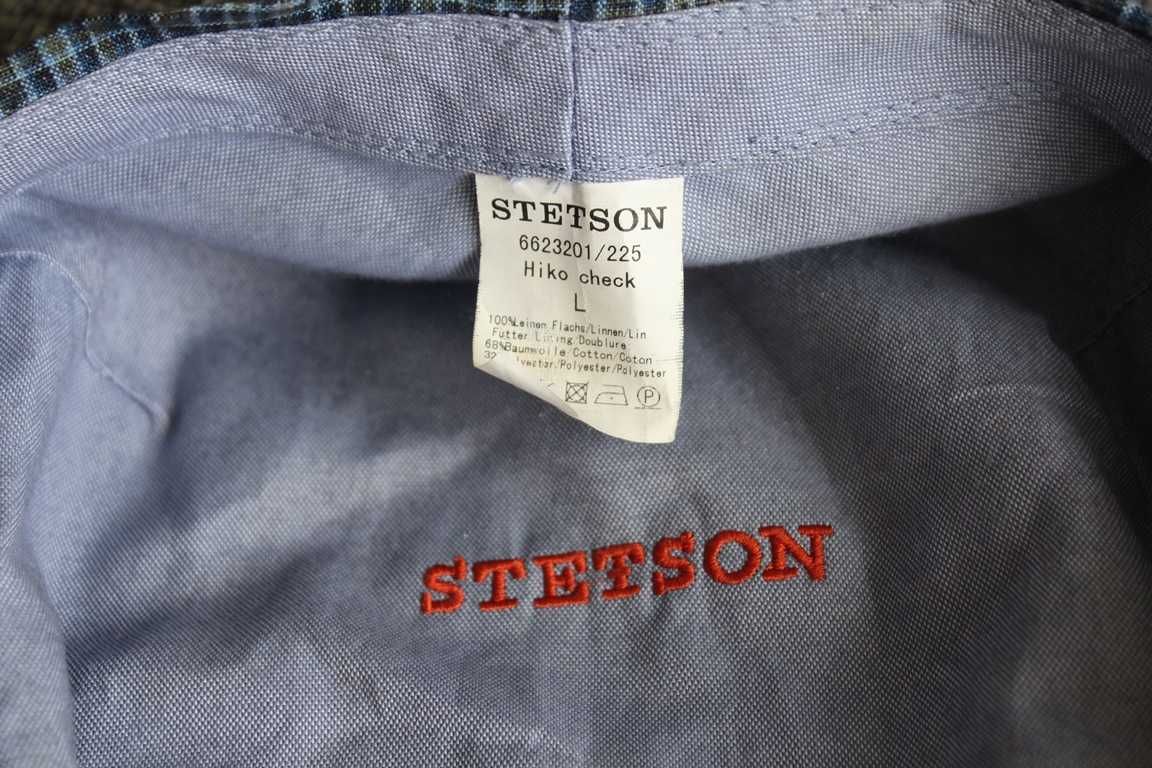 STETSON
6623201/225
Hiko check
L
100%Leinen Flachs/Linnen/Lin
Futter Lining/Doublure
68%Baumwolle Cotton/Coton
/Polyester/Polyester
P
STETSON